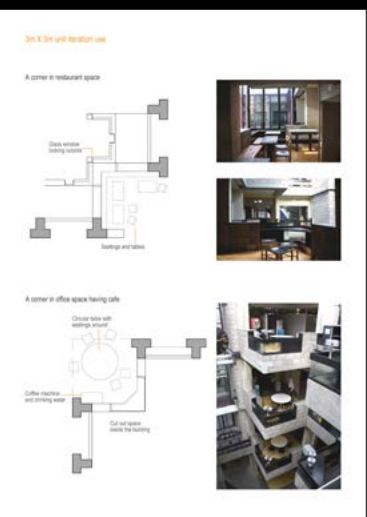 3m X 3m unit iteration use
A corner in restaurant space
Glass window
looking outside
Seatings and tables
A corner in office space having cafe
Circular table with
seatings around
Coffee machine
and drinking water
Cut out space
inside the building